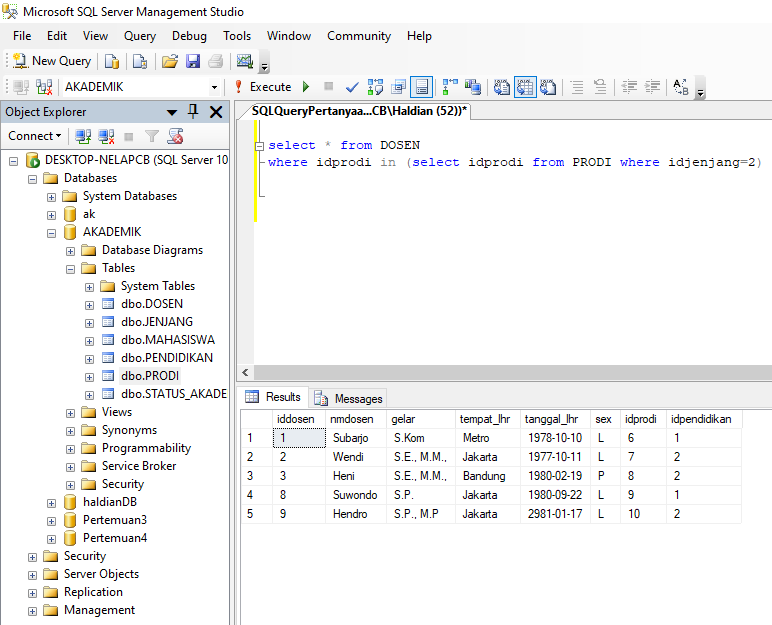 Microsoft SQL Server Management Studio
File Edit View Query Debug Tools Window Community Help
New Query
AKADEMIK Execute
Object Explorer
Connect
DESKTOP-NELAPCB (SQL Server 10
Databases
System Databases
ak
AKADEMIK
Database Diagrams
Tables
System Tables
dbo.DOSEN
dbo.JENJANG
dbo.MAHASISWA
dbo.PENDIDIKAN
dbo.PRODI
dbo.STATUS_AKADE
Views
Synonyms
Programmability
Service Broker
Security
haldianDB
Pertemuan3
Pertemuan4
Security
Server Objects
Replication
Management
SQLQueryPertanyaa...CB\Haldian (52))*
select * from DOSEN
where idprodi in (select idprodi from PRODI where idjenjang=2)
Results Messages
iddosen nmdosen gelar tempat_lhr tanggal_lhr sex idprodi idpendidikan
1 1 Subarjo S.Kom Metro 1978-10-10 L 6 1
2 2 Wendi S.E., M.M., Jakarta 1977-10-11 L 7 2
3 3 Heni S.E., M.M., Bandung 1980-02-19 P 8 2
4 8 Suwondo S.P. Jakarta 1980-09-22 L 9 1
5 9 Hendro S.P., M.P Jakarta 2981-01-17 L 10 2